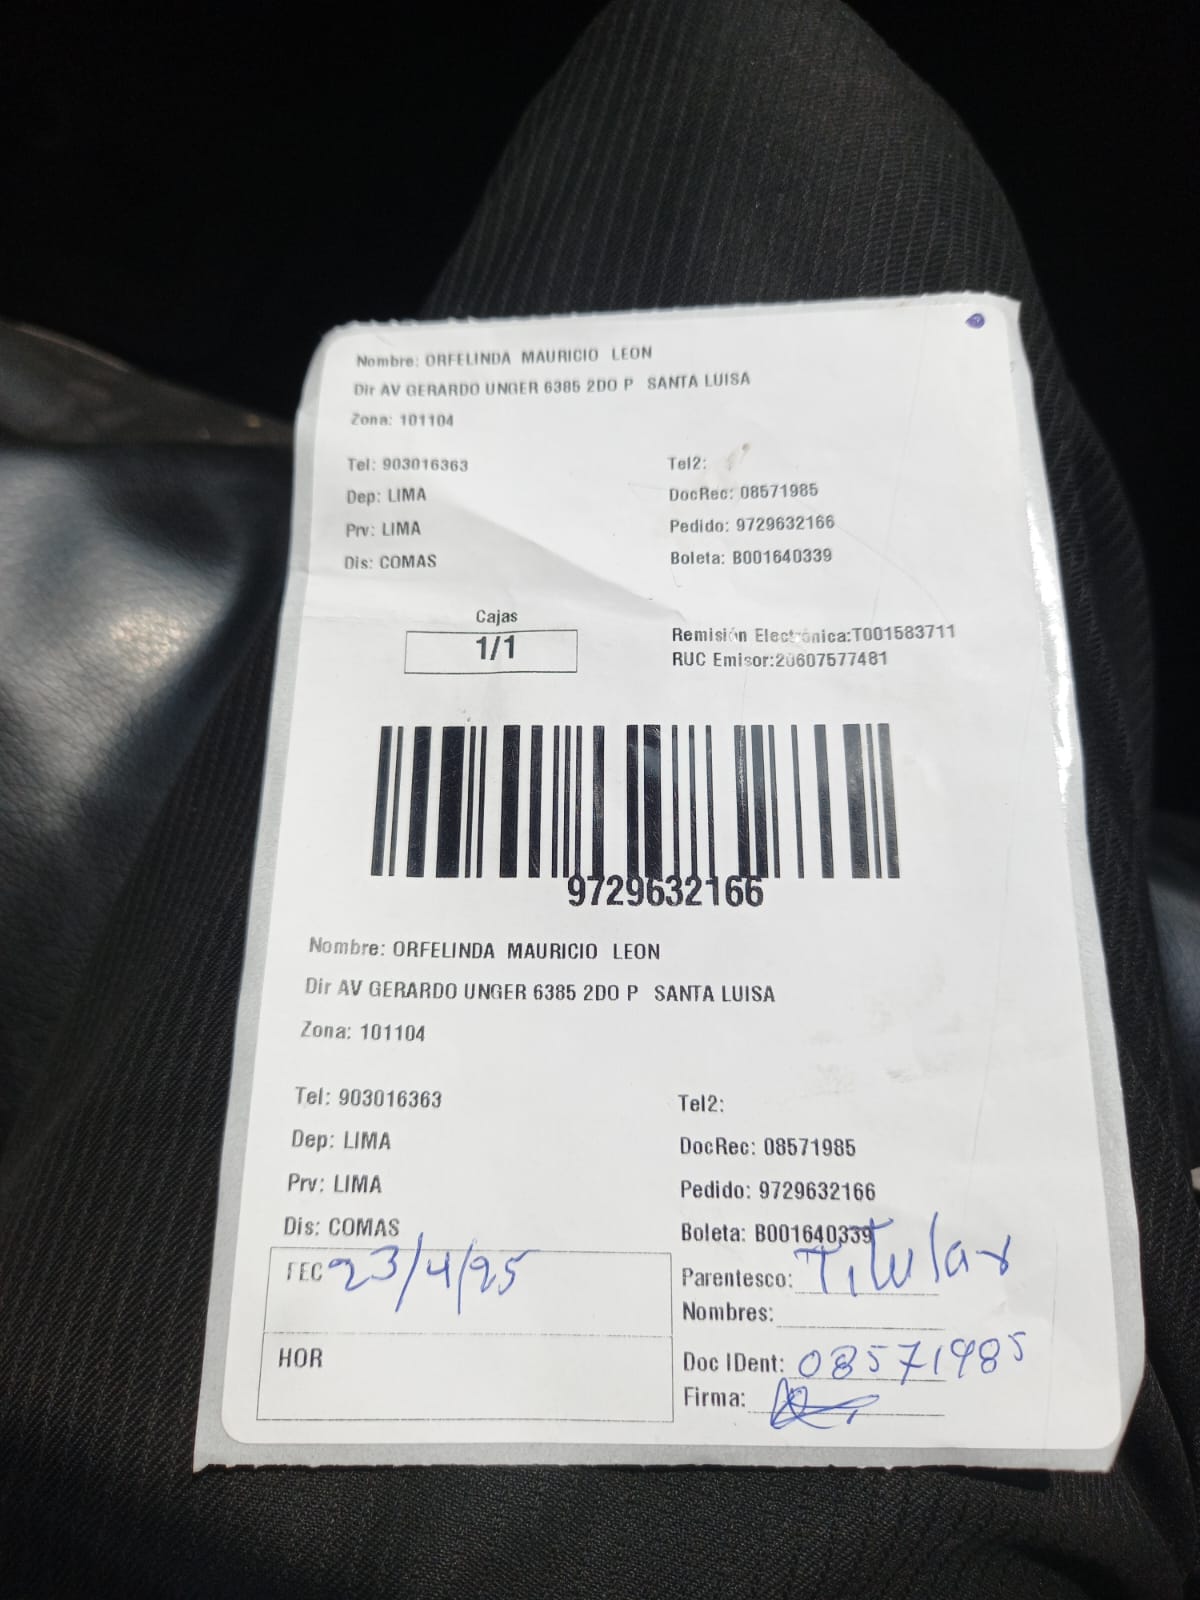 Nombre: ORFELINDA MAURICIO LEON
Dir AV GERARDO UNGER 6385 2DO P SANTA LUISA
Zona: 101104
Tel: 903016363 Tel2:
Dep: LIMA DocRec: 08571985
Prv: LIMA Pedido: 9729632166
Dis: COMAS Boleta: B001640339
Cajas
1/1
Remisión Electrónica:T001583711
RUC Emisor:20607577481
9729632166
Nombre: ORFELINDA MAURICIO LEON
Dir AV GERARDO UNGER 6385 2DO P SANTA LUISA
Zona: 101104
Tel: 903016363 Tel2:
Dep: LIMA DocRec: 08571985
Prv: LIMA Pedido: 9729632166
Dis: COMAS Boleta: B001640339
FEC 23/4/25
Parentesco: Titular
Nombres:
HOR
Doc IDent: 08571985
Firma: